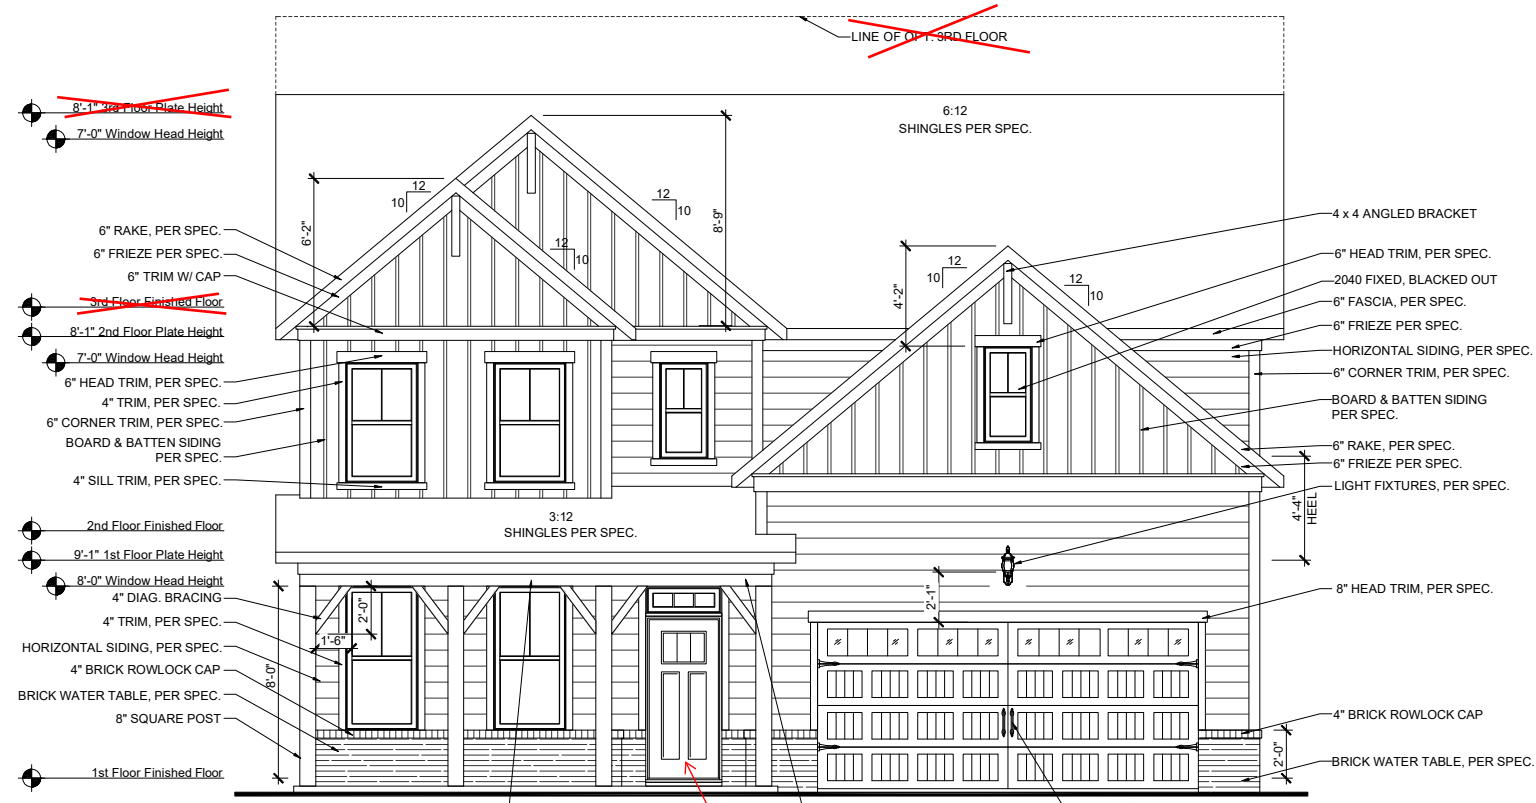 LINE OF OPT. 3RD FLOOR
8'-1" 3rd Floor Plate Height
7'-0" Window Head Height
6:12
SHINGLES PER SPEC.
12
10
12
10
12
10
6'-2"
8'-9"
6" RAKE, PER SPEC.
6" FRIEZE PER SPEC.
6" TRIM W/ CAP
3rd Floor Finished Floor
8'-1" 2nd Floor Plate Height
7'-0" Window Head Height
6" HEAD TRIM, PER SPEC.
4" TRIM, PER SPEC.
6" CORNER TRIM, PER SPEC.
BOARD & BATTEN SIDING
PER SPEC.
4" SILL TRIM, PER SPEC.
2nd Floor Finished Floor
9'-1" 1st Floor Plate Height
8'-0" Window Head Height
4" DIAG. BRACING
4" TRIM, PER SPEC.
HORIZONTAL SIDING, PER SPEC.
4" BRICK ROWLOCK CAP
BRICK WATER TABLE, PER SPEC.
8" SQUARE POST
1st Floor Finished Floor
3:12
SHINGLES PER SPEC.
2'-0"
1'-6"
8'-0"
12
10
12
10
4'-2"
4 x 4 ANGLED BRACKET
6" HEAD TRIM, PER SPEC.
2040 FIXED, BLACKED OUT
6" FASCIA, PER SPEC.
6" FRIEZE PER SPEC.
HORIZONTAL SIDING, PER SPEC.
6" CORNER TRIM, PER SPEC.
BOARD & BATTEN SIDING
PER SPEC.
6" RAKE, PER SPEC.
6" FRIEZE PER SPEC.
LIGHT FIXTURES, PER SPEC.
4'-4"
HEEL
2'-1"
8" HEAD TRIM, PER SPEC.
4" BRICK ROWLOCK CAP
2'-0"
BRICK WATER TABLE, PER SPEC.